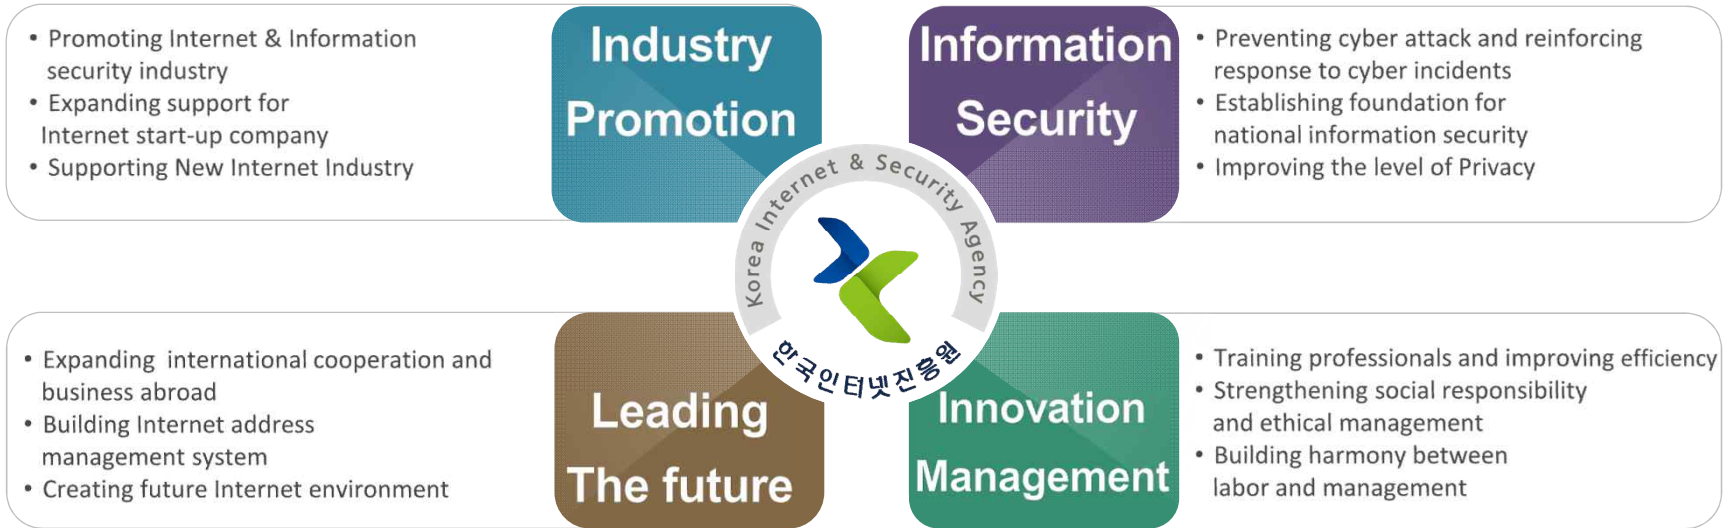 • Promoting Internet & Information
security industry
• Expanding support for
Internet start-up company
• Supporting New Internet Industry
Industry
Promotion
Information
Security
• Preventing cyber attack and reinforcing
response to cyber incidents
• Establishing foundation for
national information security
• Improving the level of Privacy
Korea Internet & Security Agency
한국인터넷진흥원
• Expanding international cooperation and
business abroad
• Building Internet address
management system
• Creating future Internet environment
Leading
The future
Innovation
Management
• Training professionals and improving efficiency
• Strengthening social responsibility
and ethical management
• Building harmony between
labor and management